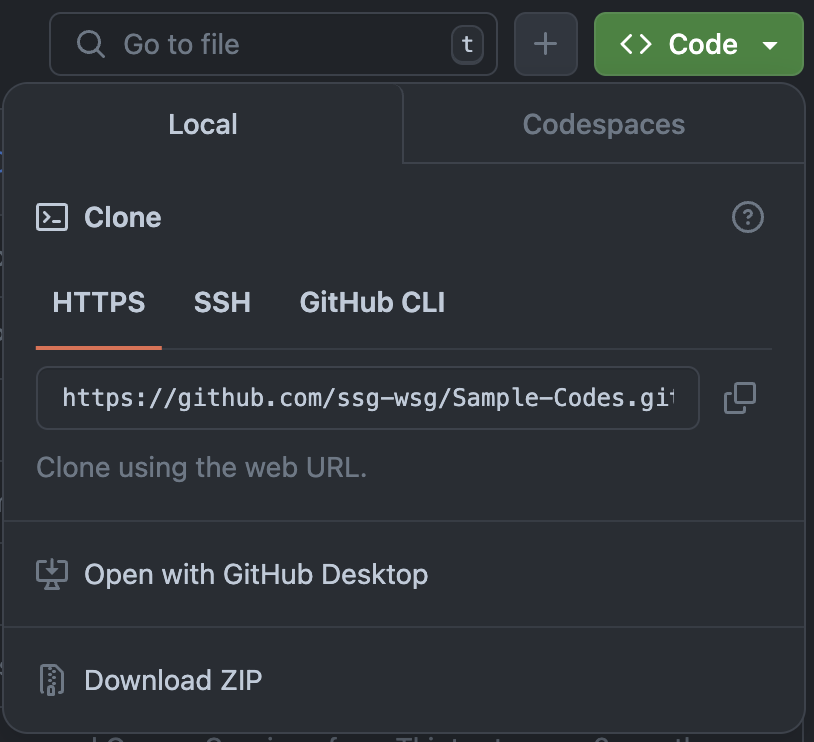 Go to file
t
Code
Local
Codespaces
Clone
HTTPS
SSH
GitHub CLI
https://github.com/ssg-wsg/Sample-Codes.git
Clone using the web URL.
Open with GitHub Desktop
Download ZIP